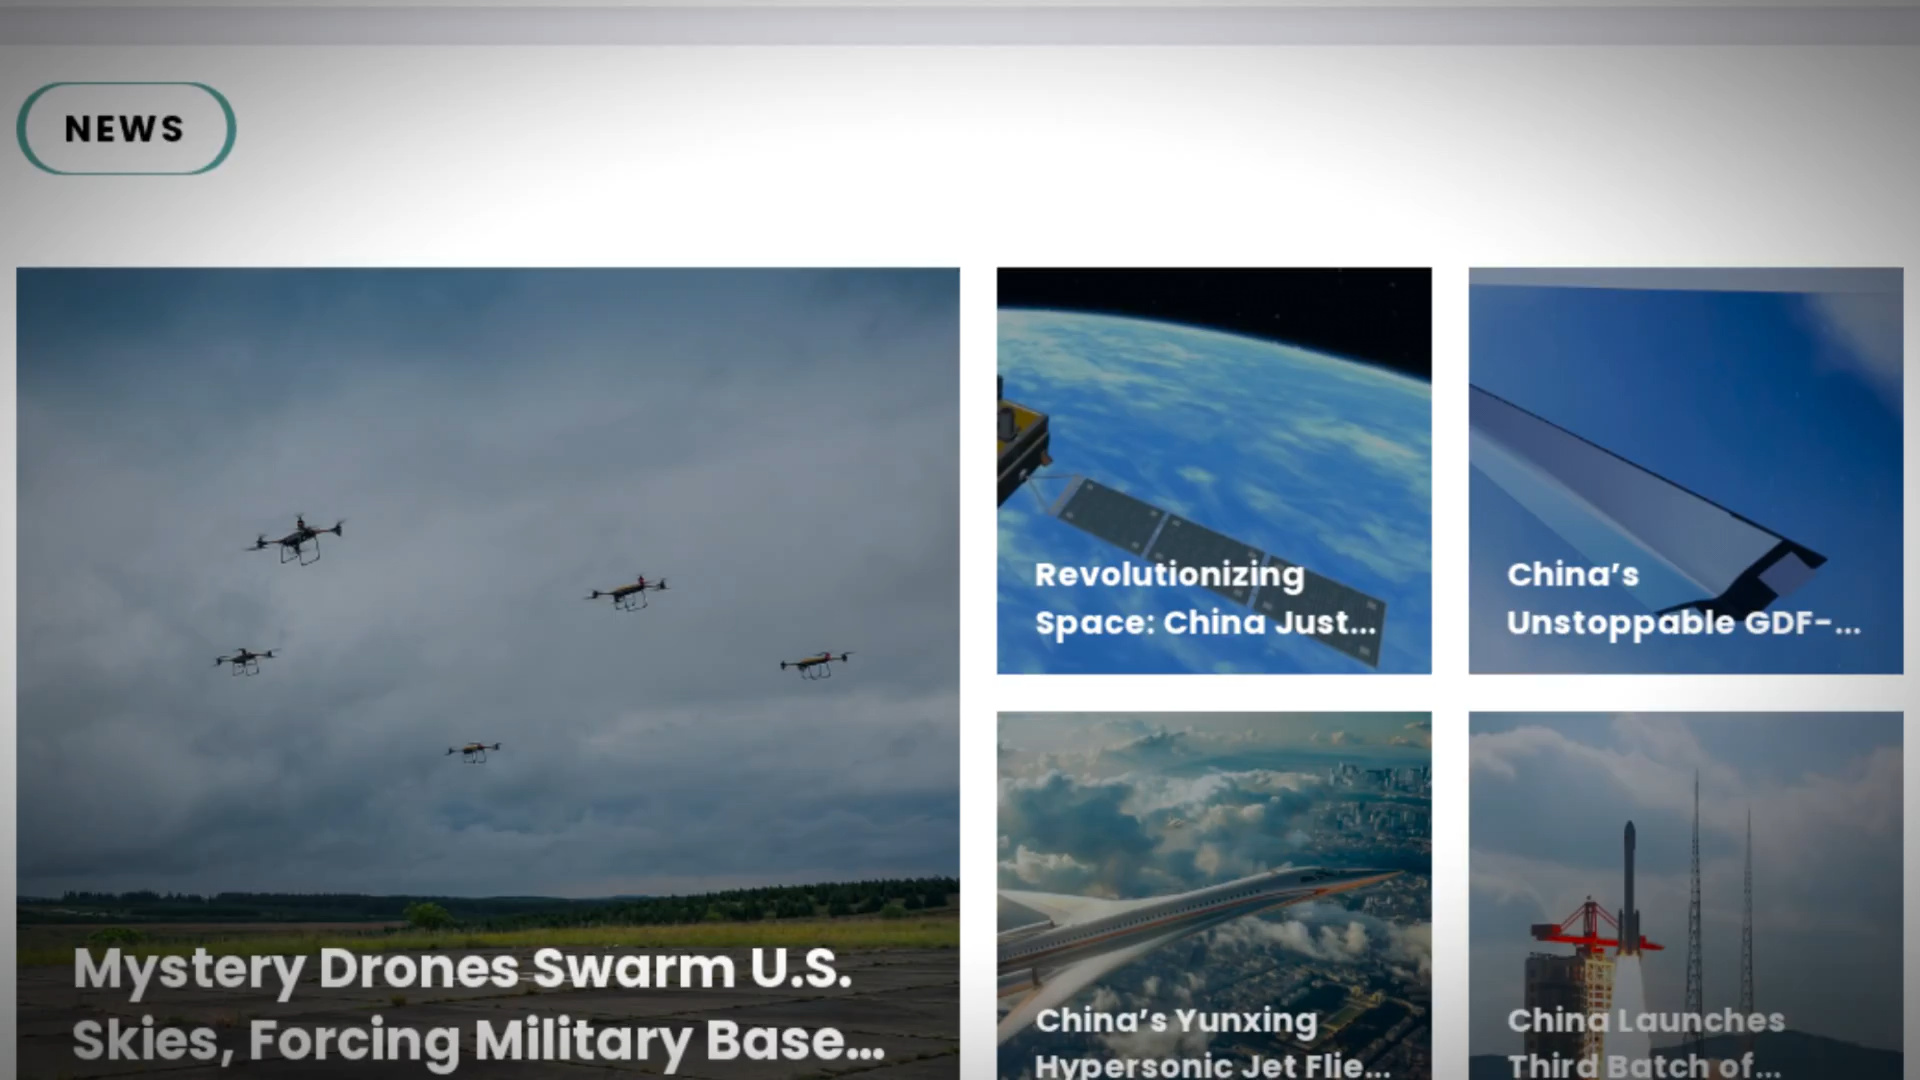 NEWS
Mystery Drones Swarm U.S.
Skies, Forcing Military Base...
Revolutionizing
Space: China Just...
China’s
Unstoppable GDF-...
China’s Yunxing
Hypersonic Jet Flie...
China Launches
Third Batch of...